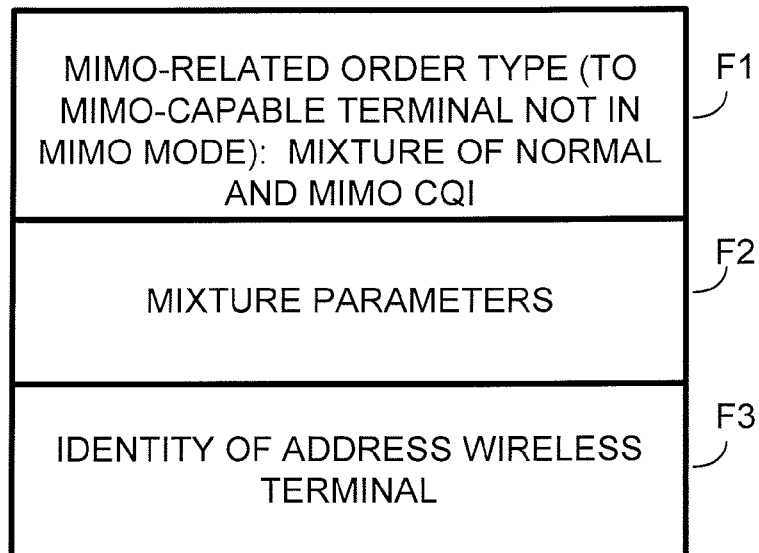 MIMO-RELATED ORDER TYPE (TO
MIMO-CAPABLE TERMINAL NOT IN
MIMO MODE): MIXTURE OF NORMAL
AND MIMO CQI
F1
MIXTURE PARAMETERS
F2
IDENTITY OF ADDRESS WIRELESS
TERMINAL
F3